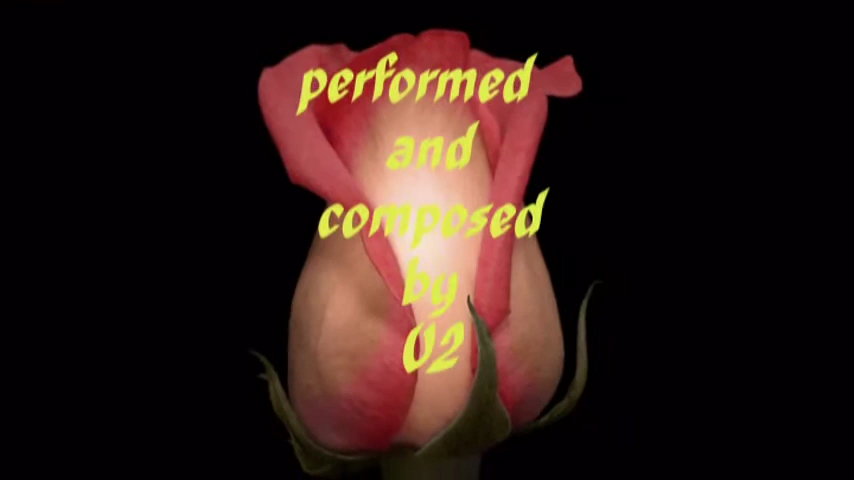 performed
and
composed
by
U2